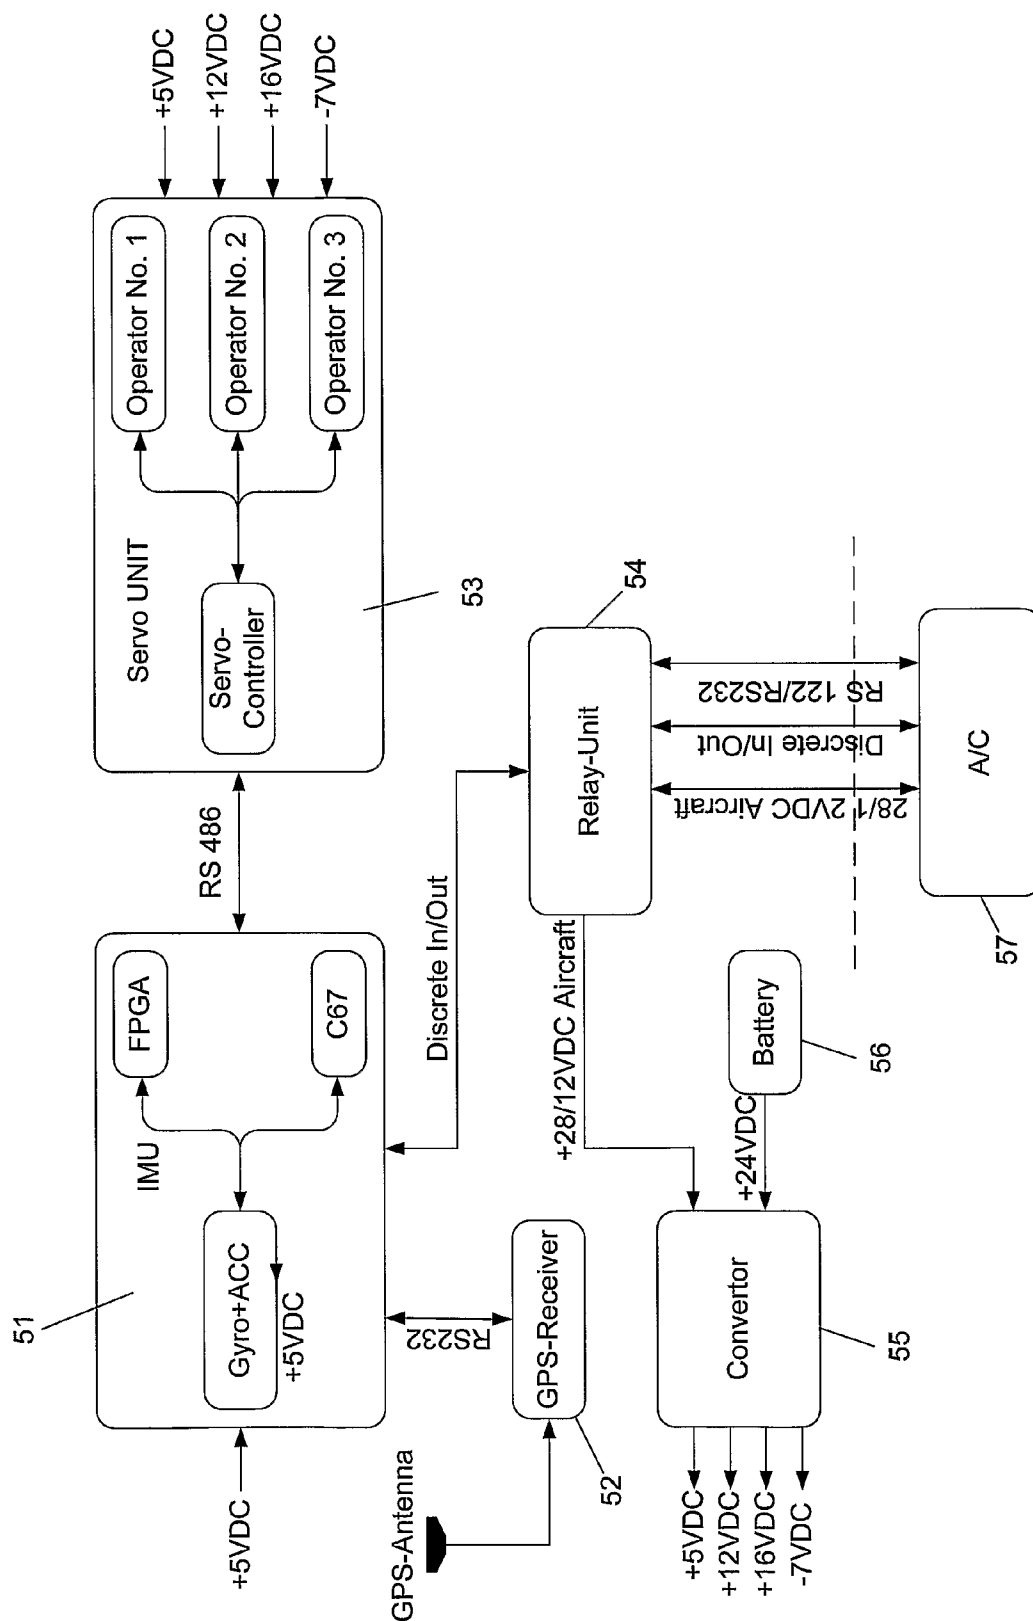 51
+5VDC
Gyro+ACC
+5VDC
IMU
FPGA
C67
RS 486
Servo UNIT
Servo-
Controller
Operator No. 1
Operator No. 2
Operator No. 3
53
+5VDC
+12VDC
+16VDC
-7VDC
GPS-Antenna
RS232
GPS-Receiver
52
Discrete In/Out
54
Relay-Unit
+28/12VDC Aircraft
28/1 2VDC Aircraft
Discrete In/Out
RS 122/RS232
Convertor
55
+5VDC
+12VDC
+16VDC
-7VDC
+24VDC
Battery
56
A/C
57